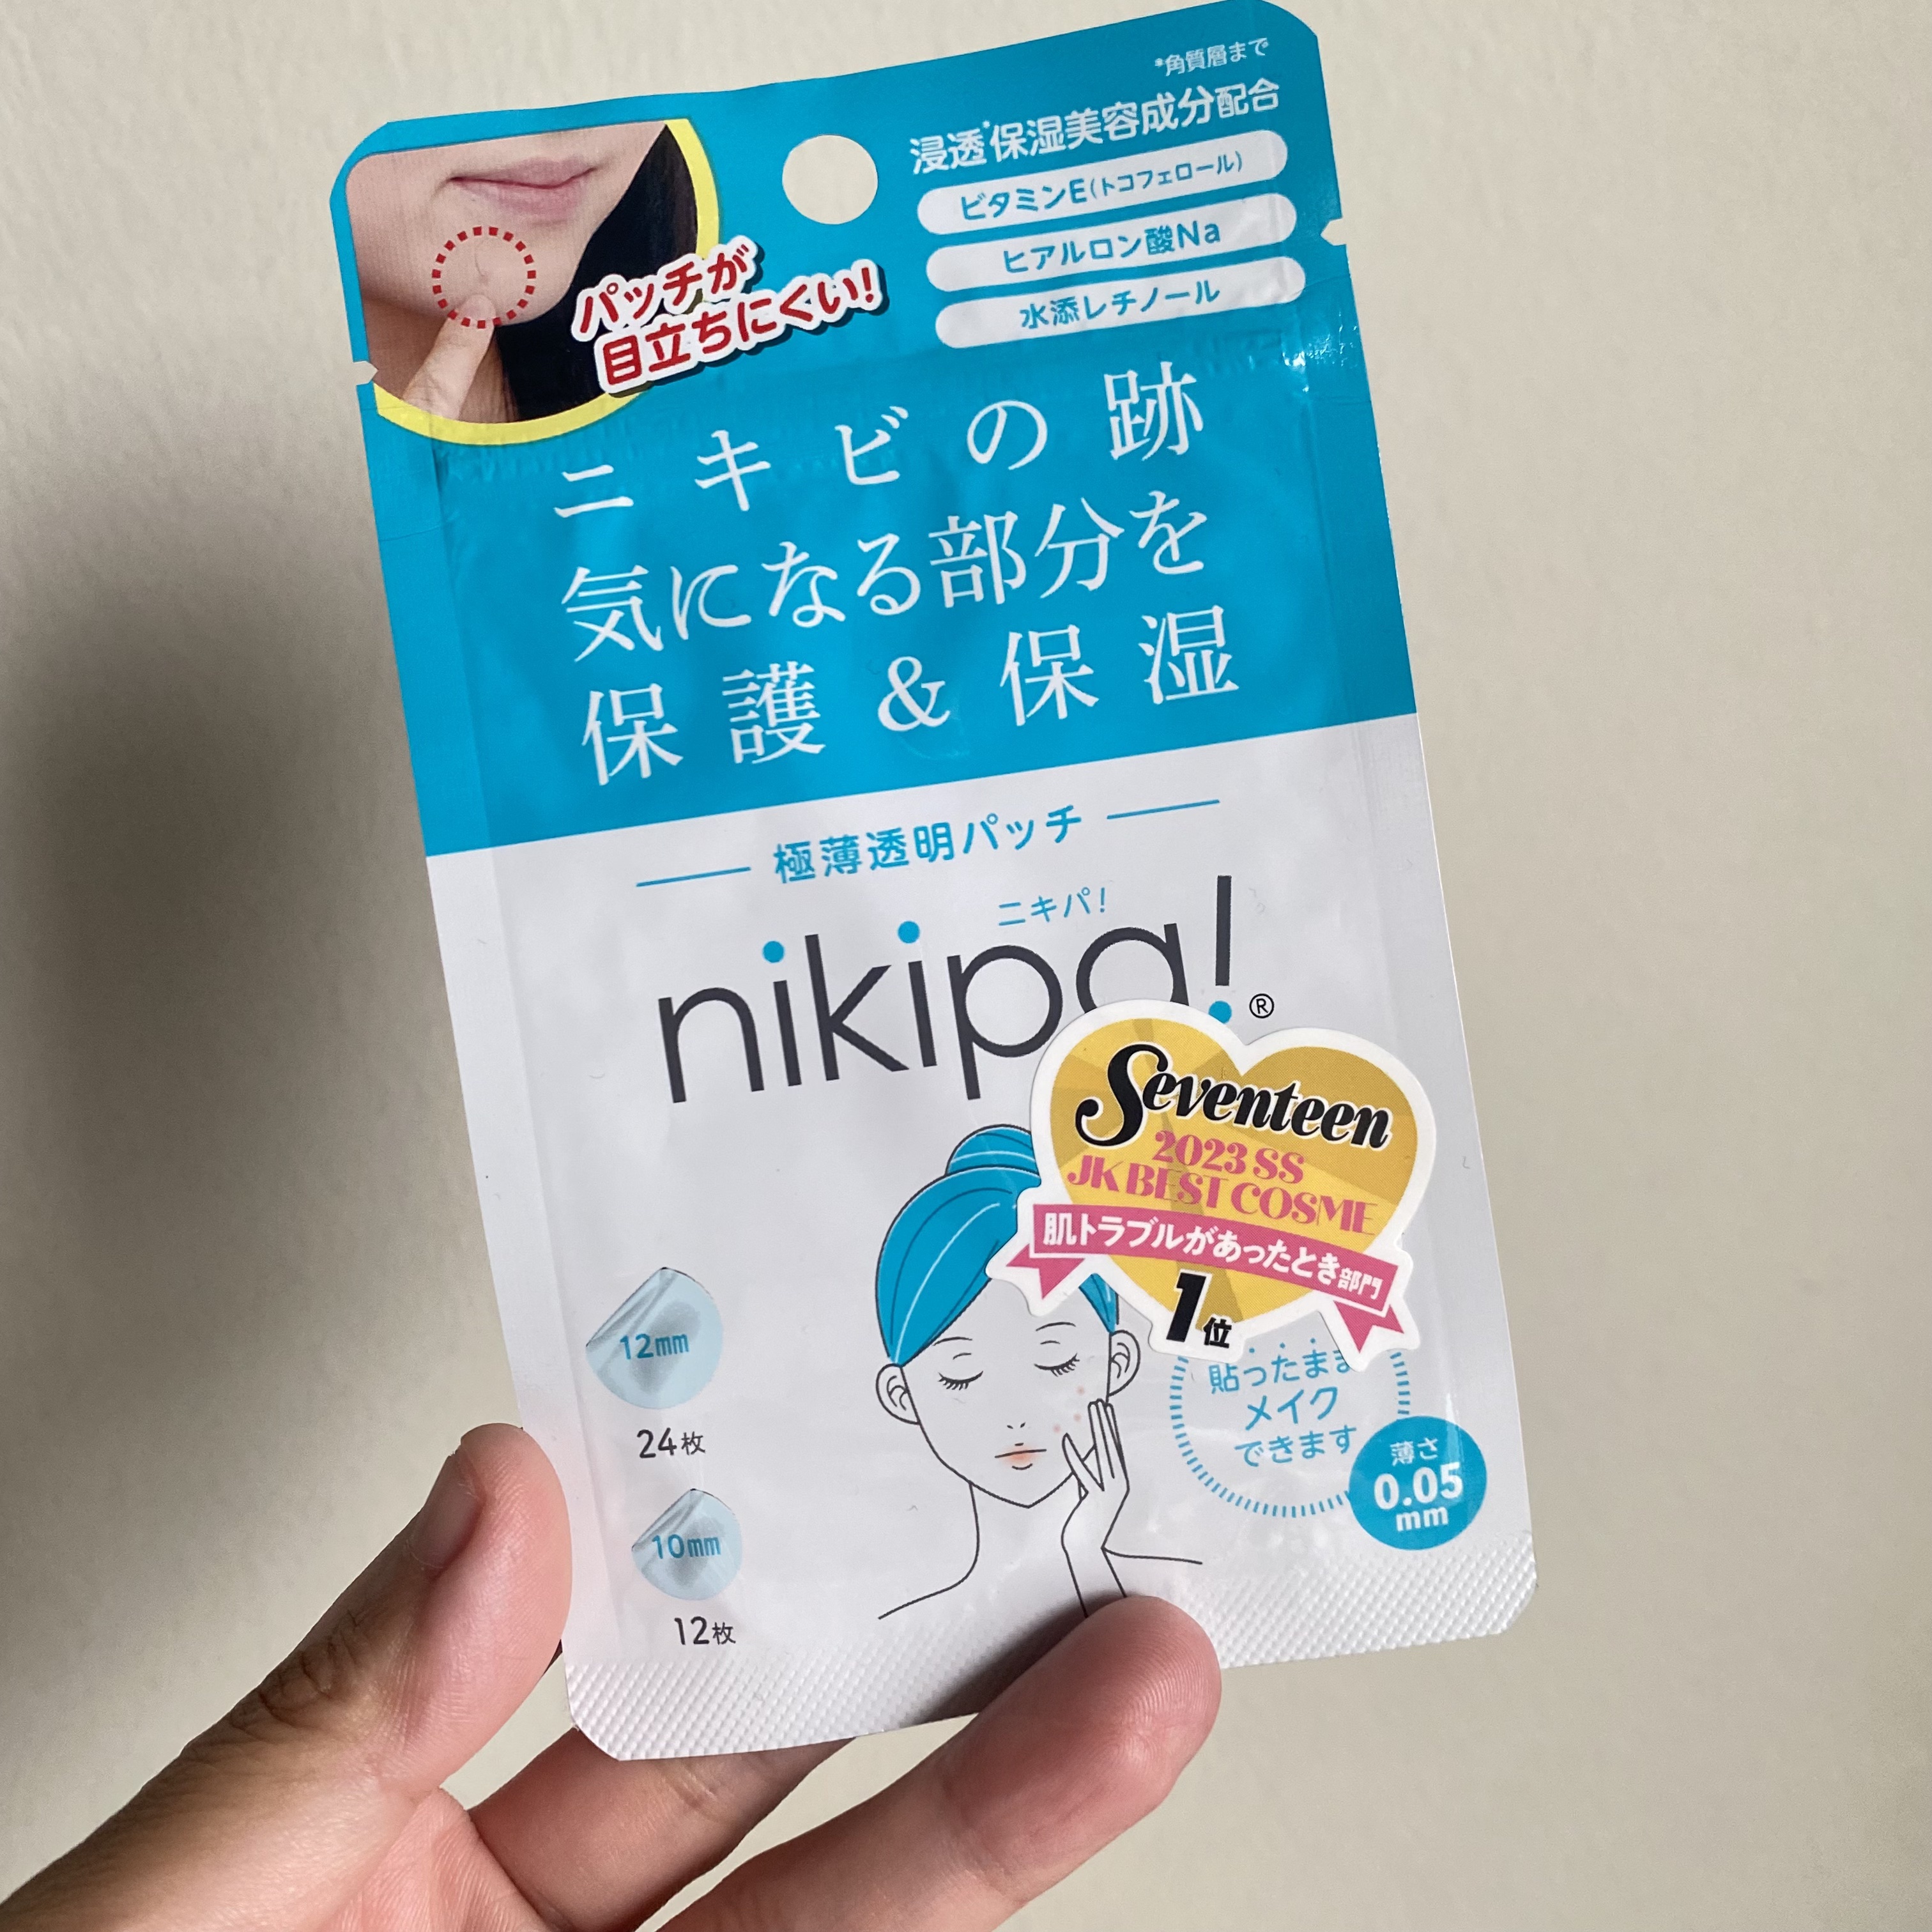 *角質層まで
浸透*保湿美容成分配合
ビタミンE(トコフェロール)
ヒアルロン酸Na
水添レチノール
パッチが
目立ちにくい!
ニキビの跡
気になる部分を
保護&保湿
極薄透明パッチ
ニキパ!
nikipa!®
Seventeen
2023 SS
JK BEST COSME
肌トラブルがあったとき部門
1位
12mm
24枚
10mm
12枚
貼ったまま
メイク
できます
薄さ
0.05
mm